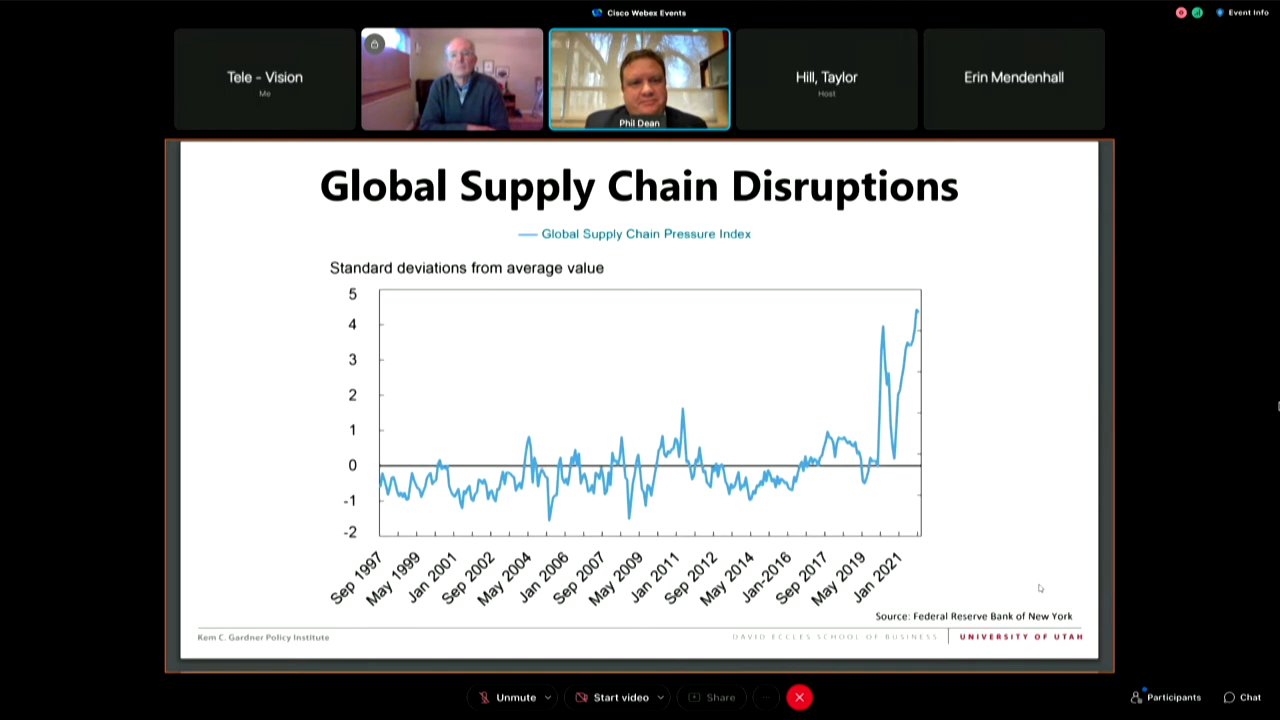 Cisco Webex Events
Event Info
Tele - Vision
Me
Phil Dean
Hill, Taylor
Host
Erin Mendenhall
Global Supply Chain Disruptions
Global Supply Chain Pressure Index
Standard deviations from average value
5
4
3
2
1
0
-1
-2
Sep 1997
May 1999
Jan 2001
Sep 2002
May 2004
Jan 2006
Sep 2007
May 2009
Jan 2011
Sep 2012
May 2014
Jan-2016
Sep 2017
May 2019
Jan 2021
Source: Federal Reserve Bank of New York
Kem C. Gardner Policy Institute
DAVID ECCLES SCHOOL OF BUSINESS
UNIVERSITY OF UTAH
Unmute
Start video
Share
Participants
Chat